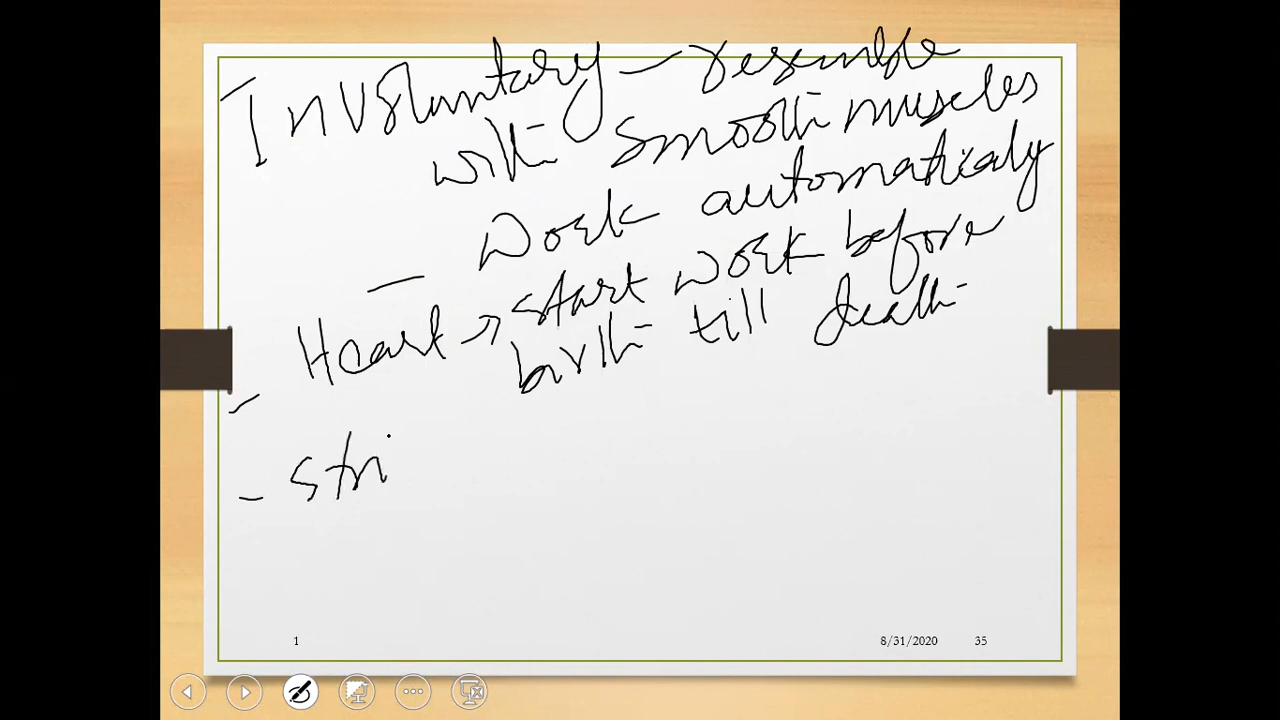 Involuntary - resemble
with smooth muscles
- Work automaticaly
- Heart → start work before
birth till death
- Stri
1 8/31/2020 35